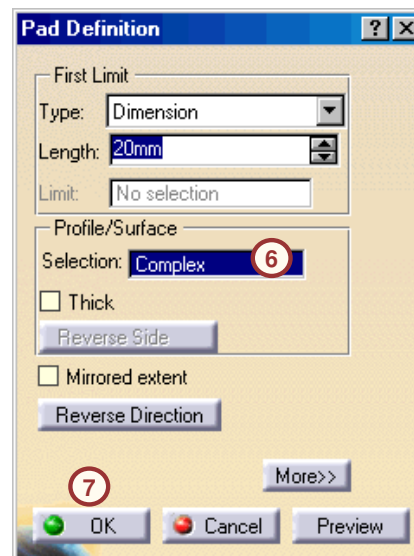 Pad Definition ? X
First Limit
Type: Dimension
Length: 20mm
Limit: No selection
Profile/Surface
Selection: Complex 6
Thick
Reverse Side
Mirrored extent
Reverse Direction
More>>
7
OK Cancel Preview